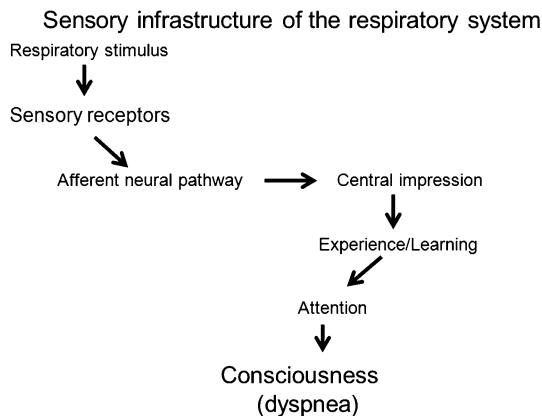 Sensory infrastructure of the respiratory system
Respiratory stimulus
Sensory receptors
Afferent neural pathway
Central impression
Experience/Learning
Attention
Consciousness
(dyspnea)